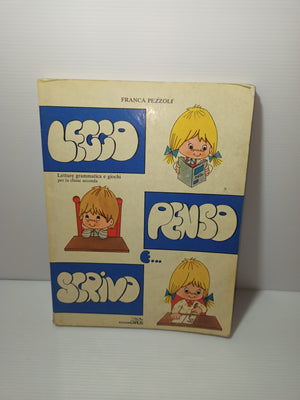 FRANCA PEZZOLI
LEGGO
Letture grammatica e giochi
per la classe seconda
PENSO
E...
SCRIVO